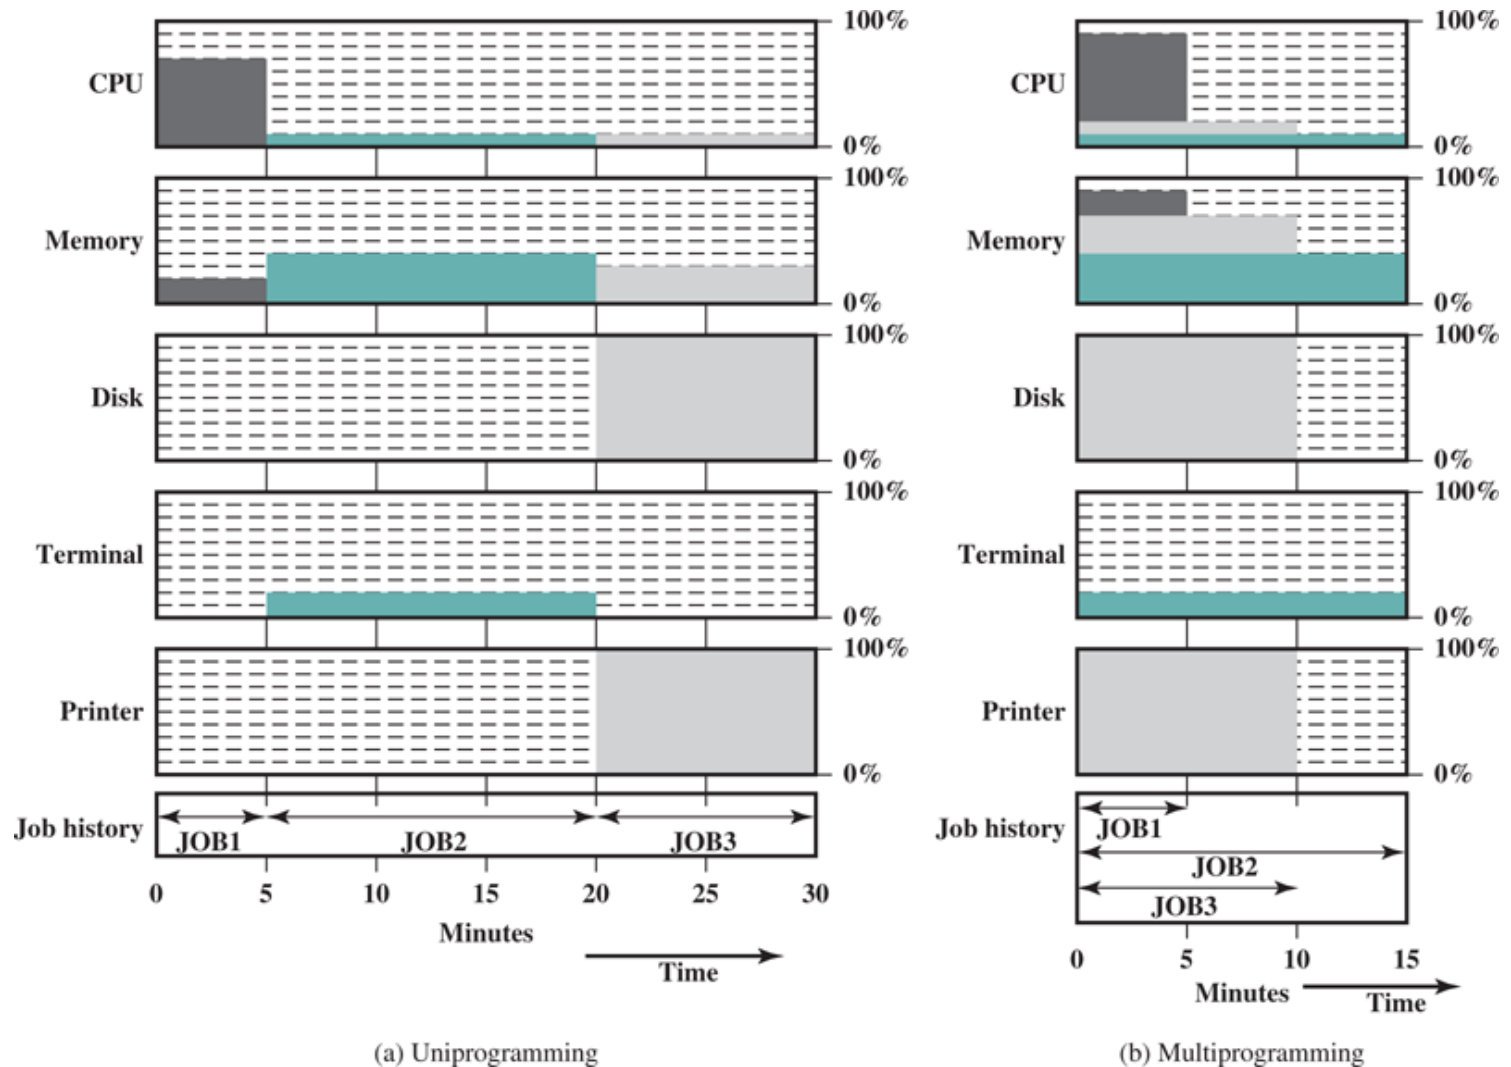 100%
CPU
0%
100%
Memory
0%
100%
Disk
0%
100%
Terminal
0%
100%
Printer
0%
Job history
JOB1
JOB2
JOB3
0 5 10 15 20 25 30
Minutes
Time
(a) Uniprogramming
100%
CPU
0%
100%
Memory
0%
100%
Disk
0%
100%
Terminal
0%
100%
Printer
0%
Job history
JOB1
JOB2
JOB3
0 5 10 15
Minutes
Time
(b) Multiprogramming